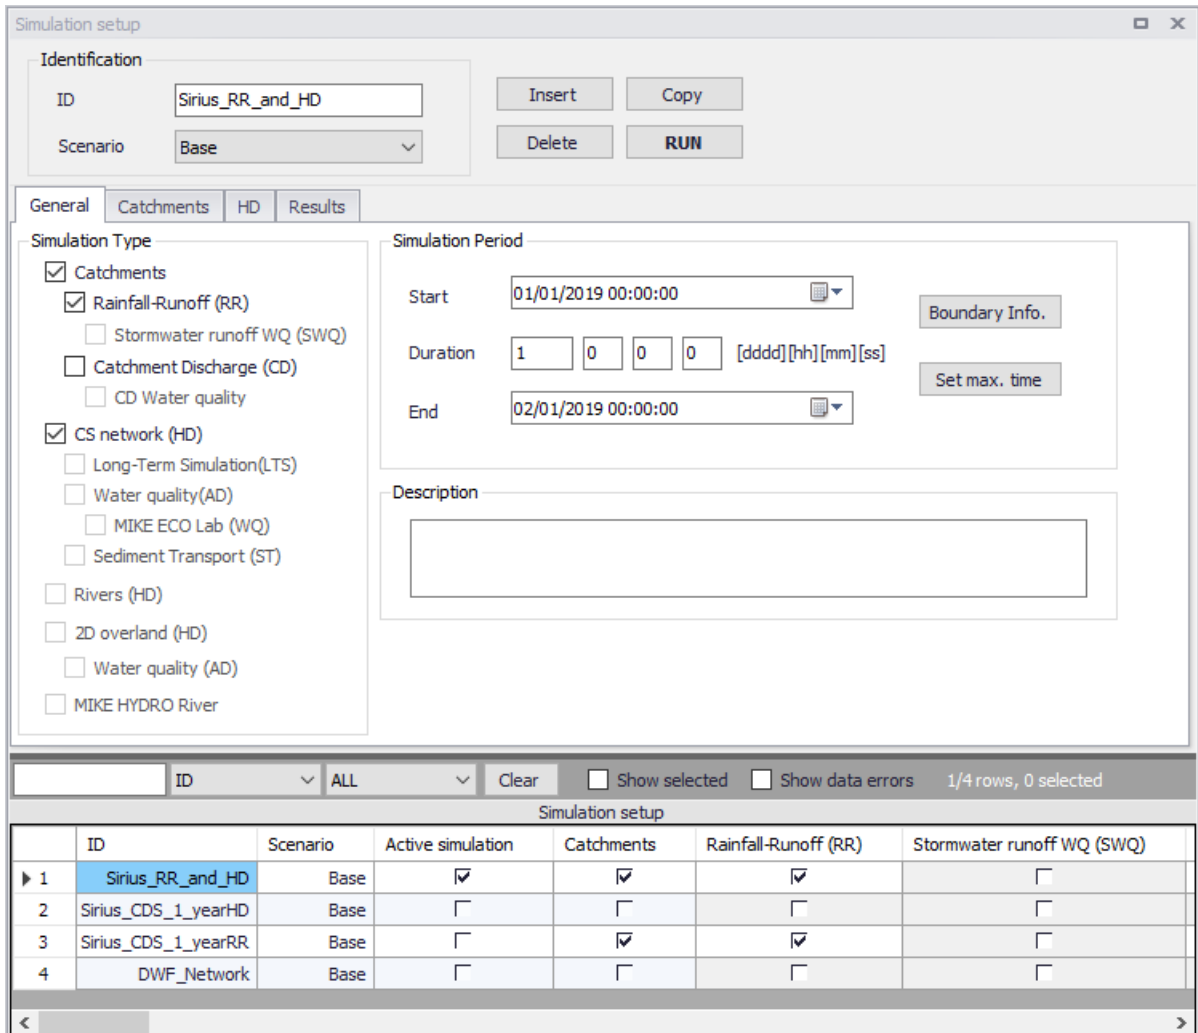 Simulation setup
Identification
ID Sirius_RR_and_HD Insert Copy
Scenario Base Delete RUN
General Catchments HD Results
Simulation Type
Catchments
Rainfall-Runoff (RR)
Stormwater runoff WQ (SWQ)
Catchment Discharge (CD)
CD Water quality
CS network (HD)
Long-Term Simulation(LTS)
Water quality(AD)
MIKE ECO Lab (WQ)
Sediment Transport (ST)
Rivers (HD)
2D overland (HD)
Water quality (AD)
MIKE HYDRO River
Simulation Period
Start 01/01/2019 00:00:00 Boundary Info.
Duration 1 0 0 0 [dddd][hh][mm][ss] Set max. time
End 02/01/2019 00:00:00
Description
ID ALL Clear Show selected Show data errors 1/4 rows, 0 selected
Simulation setup
ID Scenario Active simulation Catchments Rainfall-Runoff (RR) Stormwater runoff WQ (SWQ)
1 Sirius_RR_and_HD Base
2 Sirius_CDS_1_yearHD Base
3 Sirius_CDS_1_yearRR Base
4 DWF_Network Base